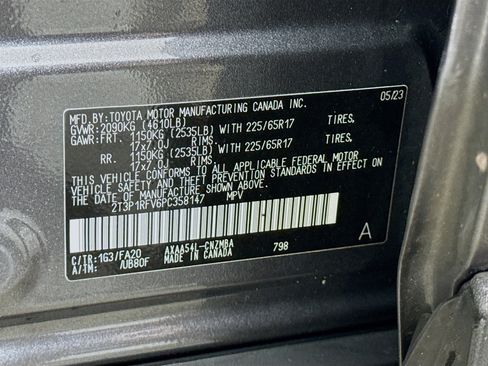 MFD.BY:TOYOTA MOTOR MANUFACTURING CANADA INC.
05/23
GVWR:2090KG (4610LB)
GAWR:FRT. 1150KG (2535LB) WITH 225/65R17 TIRES,
17x7.0J RIMS
RR. 1150KG (2535LB) WITH 225/65R17 TIRES,
17x7.0J RIMS
THIS VEHICLE CONFORMS TO ALL APPLICABLE FEDERAL MOTOR
VEHICLE SAFETY AND THEFT PREVENTION STANDARDS IN EFFECT ON
THE DATE OF MANUFACTURE SHOWN ABOVE.
2T3P1RFV6PC358147 MPV
A
C/TR:1G3/FA20 AXAA54L-CNZMBA 798
A/TM: /UB80F MADE IN CANADA